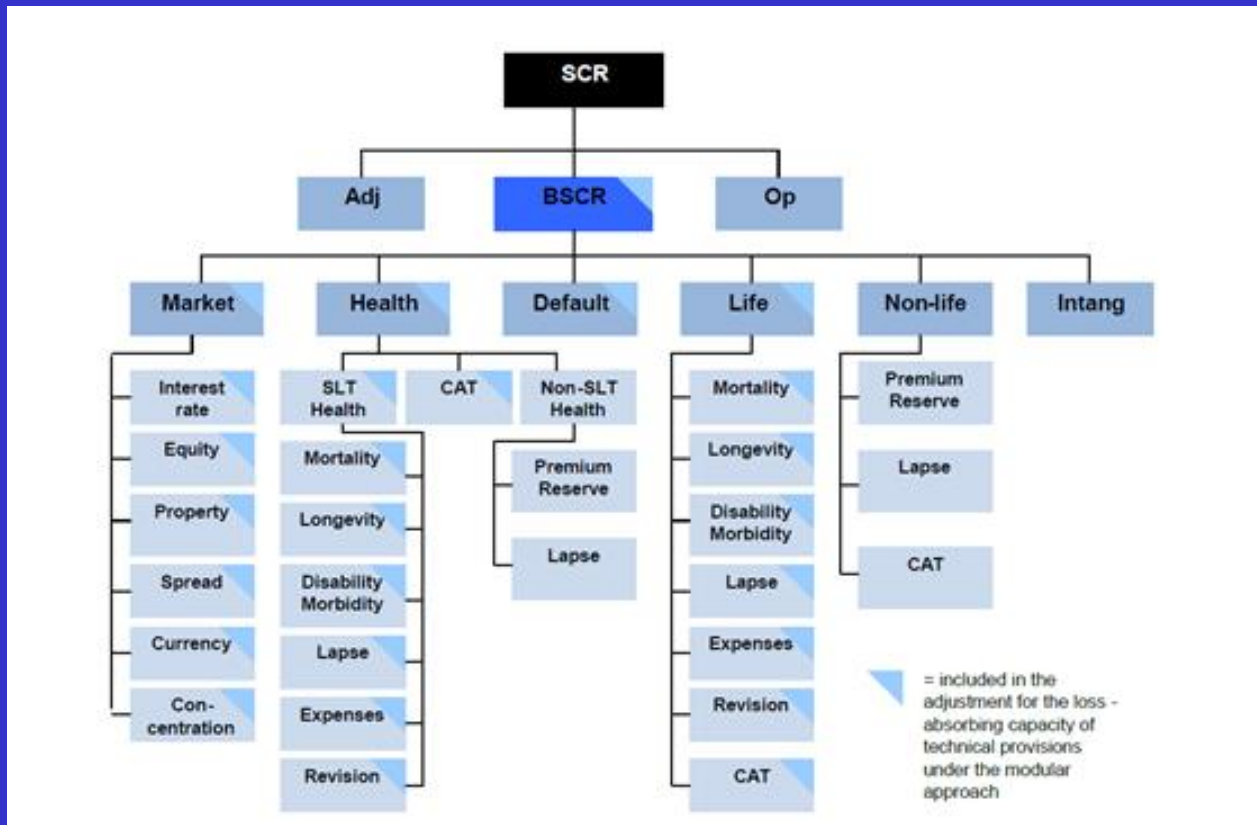 SCR
Adj
BSCR
Op
Market
Health
Default
Life
Non-life
Intang
Interest
rate
Equity
Property
Spread
Currency
Con-
centration
SLT
Health
CAT
Non-SLT
Health
Mortality
Longevity
Disability
Morbidity
Lapse
Expenses
Revision
Premium
Reserve
Lapse
Mortality
Longevity
Disability
Morbidity
Lapse
Expenses
Revision
CAT
Premium
Reserve
Lapse
CAT
= included in the
adjustment for the loss -
absorbing capacity of
technical provisions
under the modular
approach